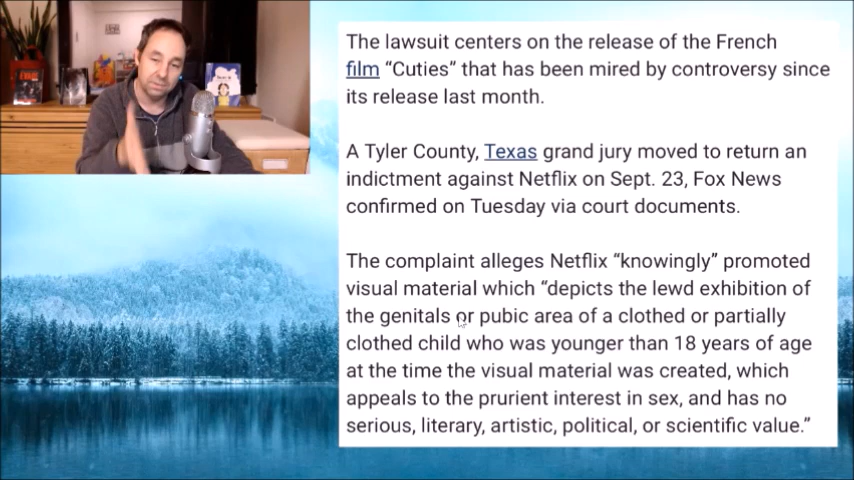 The lawsuit centers on the release of the French
film “Cuties” that has been mired by controversy since
its release last month.
A Tyler County, Texas grand jury moved to return an
indictment against Netflix on Sept. 23, Fox News
confirmed on Tuesday via court documents.
The complaint alleges Netflix “knowingly” promoted
visual material which “depicts the lewd exhibition of
the genitals or pubic area of a clothed or partially
clothed child who was younger than 18 years of age
at the time the visual material was created, which
appeals to the prurient interest in sex, and has no
serious, literary, artistic, political, or scientific value.”